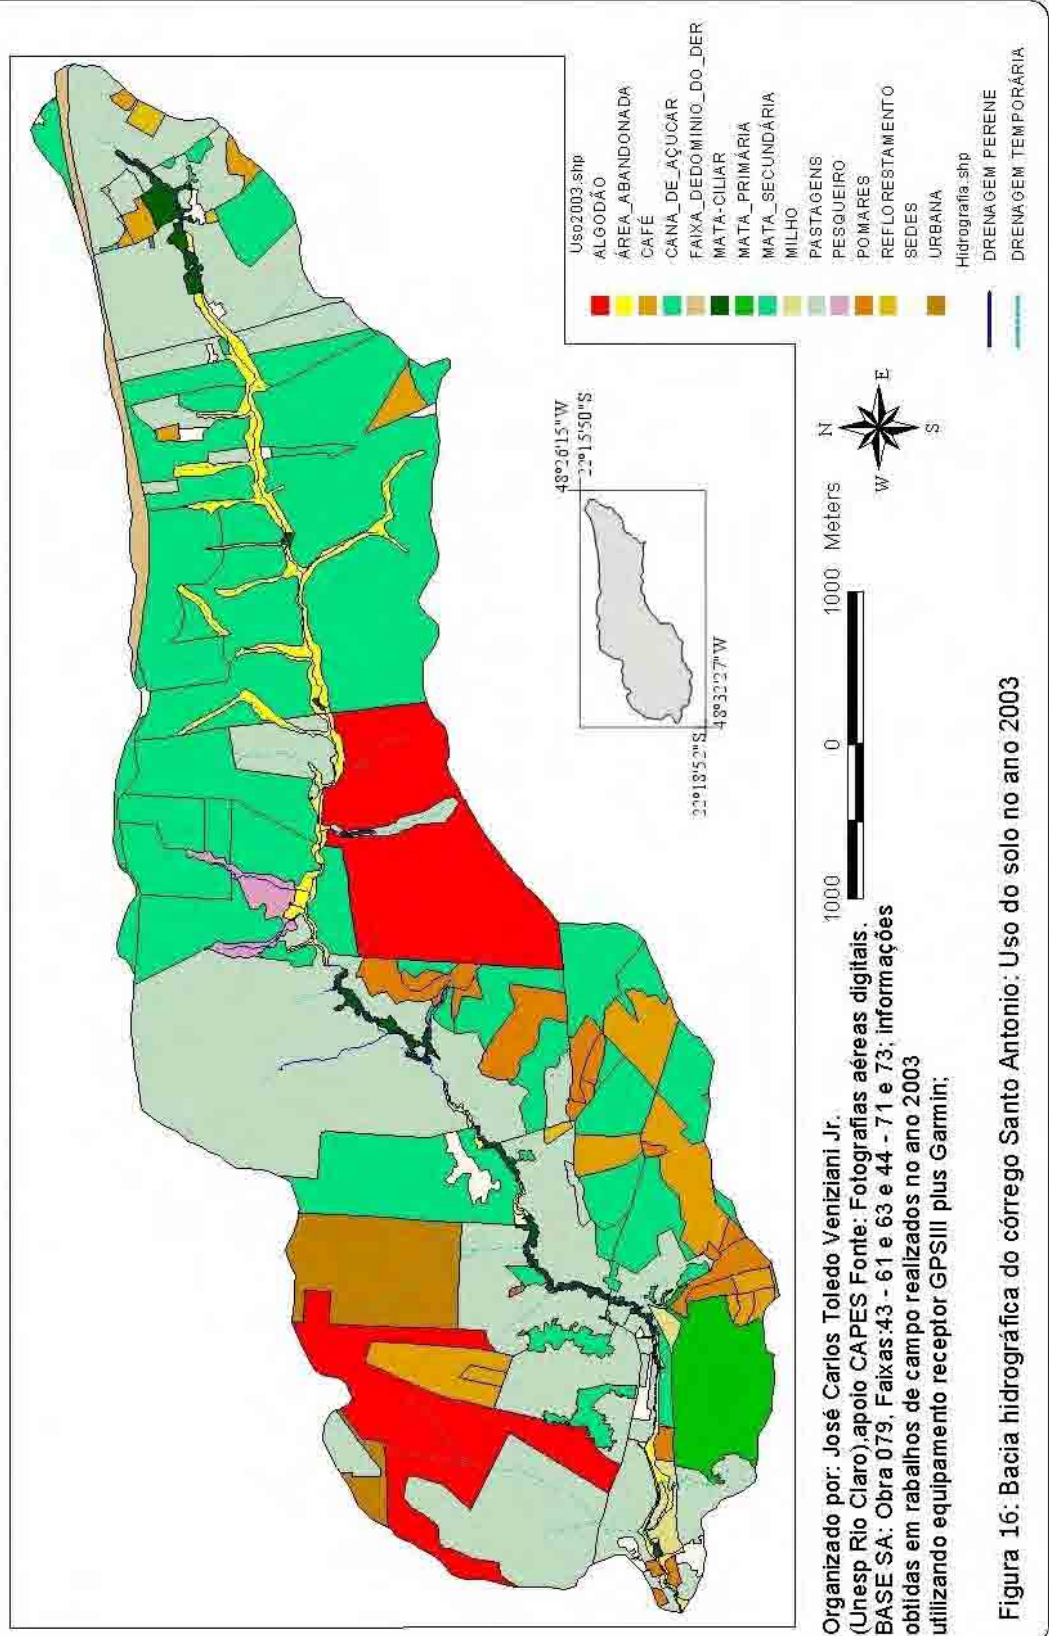 Uso2003.shp
ALGODÃO
ÁREA_ABANDONADA
CAFÉ
CANA_DE_AÇUCAR
FAIXA_DEDOMINIO_DO_DER
MATA-CILIAR
MATA_PRIMÁRIA
MATA_SECUNDÁRIA
MILHO
PASTAGENS
PESQUEIRO
POMARES
REFLORESTAMENTO
SEDES
URBANA
Hidrografia.shp
DRENAGEM PERENE
DRENAGEM TEMPORÁRIA
48°26'15"W
22°15'50"S
22°18'52"S
48°32'27"W
N
W
E
S
1000 0 1000 Meters
Organizado por: José Carlos Toledo Veniziani Jr.
(Unesp Rio Claro),apoio CAPES Fonte: Fotografias aéreas digitais.
BASE SA: Obra 079, Faixas:43 - 61 e 63 e 44 - 71 e 73; informações
obtidas em rabalhos de campo realizados no ano 2003
utilizando equipamento receptor GPSIII plus Garmin;
Figura 16: Bacia hidrográfica do córrego Santo Antonio: Uso do solo no ano 2003